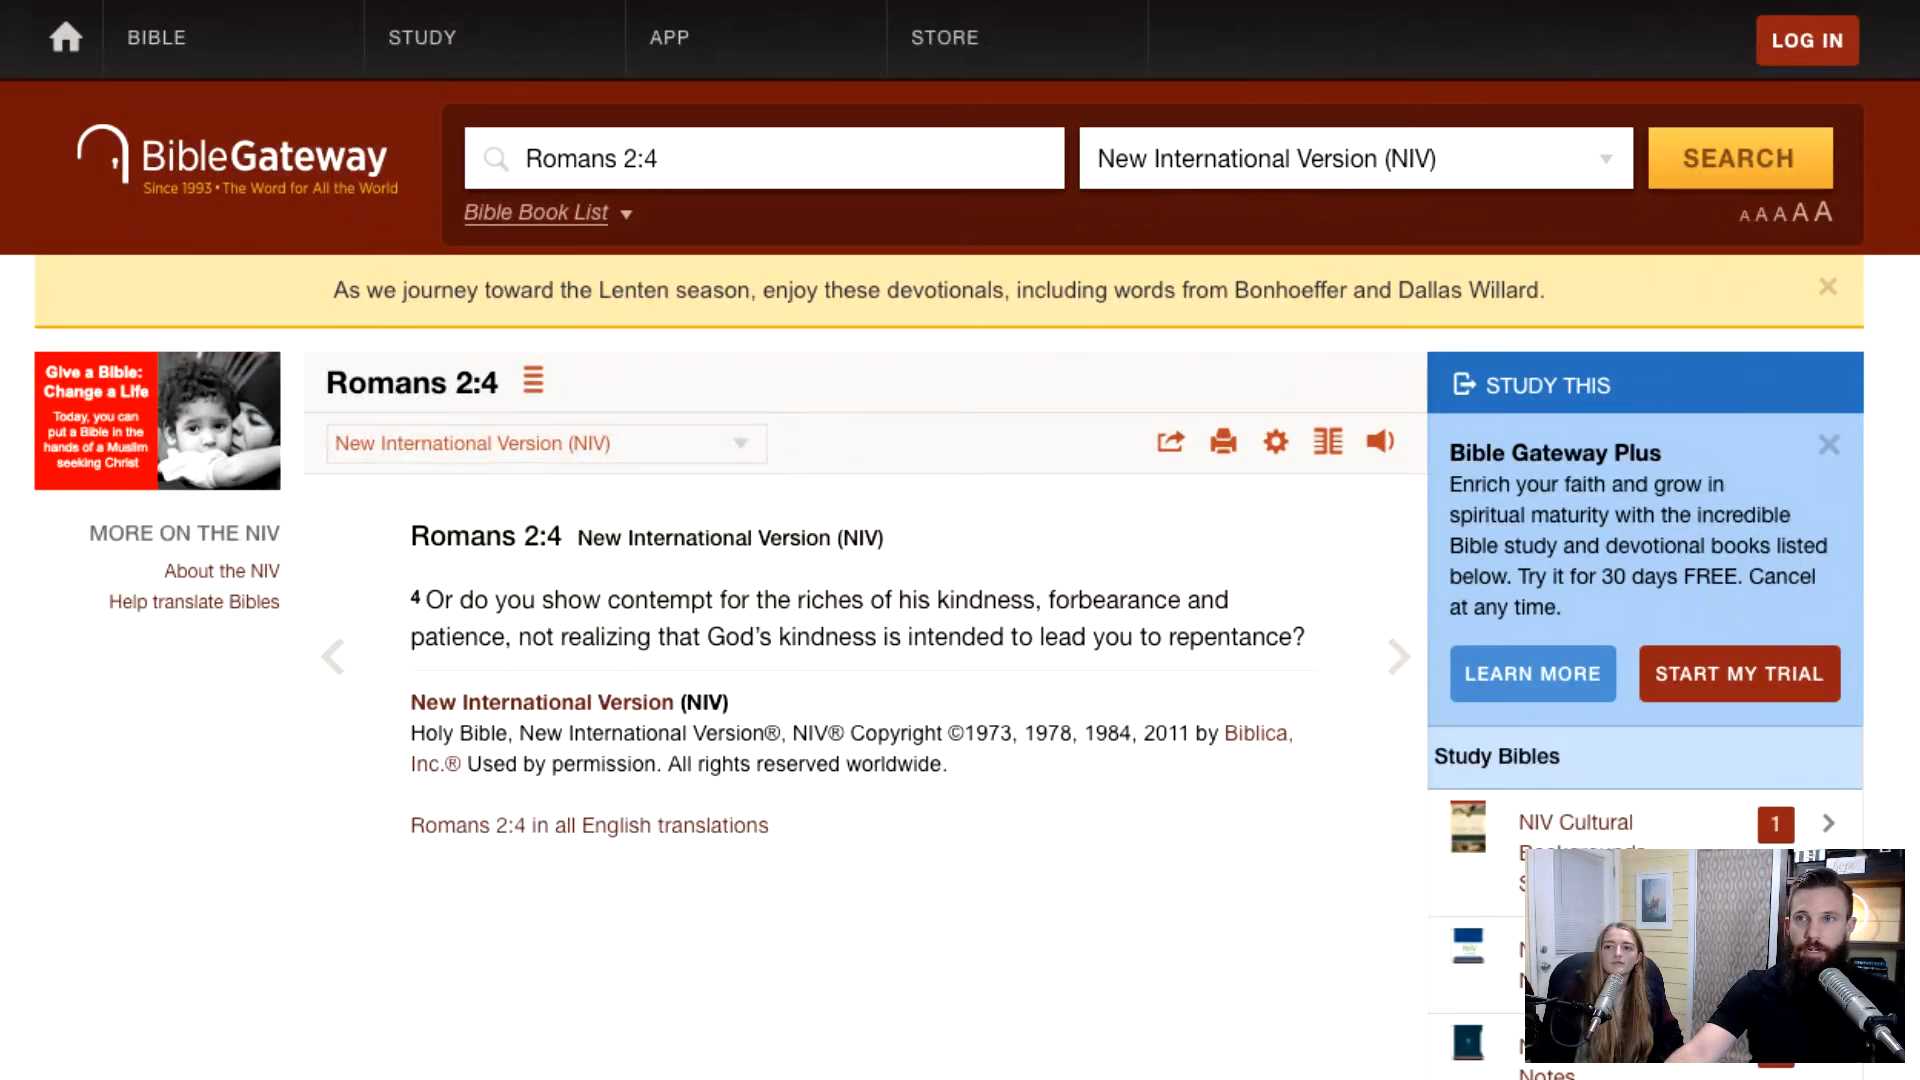 BIBLE
STUDY
APP
STORE
LOG IN
BibleGateway
Since 1993 • The Word for All the World
Romans 2:4
New International Version (NIV)
SEARCH
Bible Book List
A A A A A
As we journey toward the Lenten season, enjoy these devotionals, including words from Bonhoeffer and Dallas Willard.
Give a Bible:
Change a Life
Today, you can
put a Bible in the
hands of a Muslim
seeking Christ
MORE ON THE NIV
About the NIV
Help translate Bibles
Romans 2:4
New International Version (NIV)
Romans 2:4 New International Version (NIV)
4 Or do you show contempt for the riches of his kindness, forbearance and
patience, not realizing that God’s kindness is intended to lead you to repentance?
New International Version (NIV)
Holy Bible, New International Version®, NIV® Copyright ©1973, 1978, 1984, 2011 by Biblica,
Inc.® Used by permission. All rights reserved worldwide.
Romans 2:4 in all English translations
STUDY THIS
Bible Gateway Plus
Enrich your faith and grow in
spiritual maturity with the incredible
Bible study and devotional books listed
below. Try it for 30 days FREE. Cancel
at any time.
LEARN MORE
START MY TRIAL
Study Bibles
NIV Cultural
1
Notes